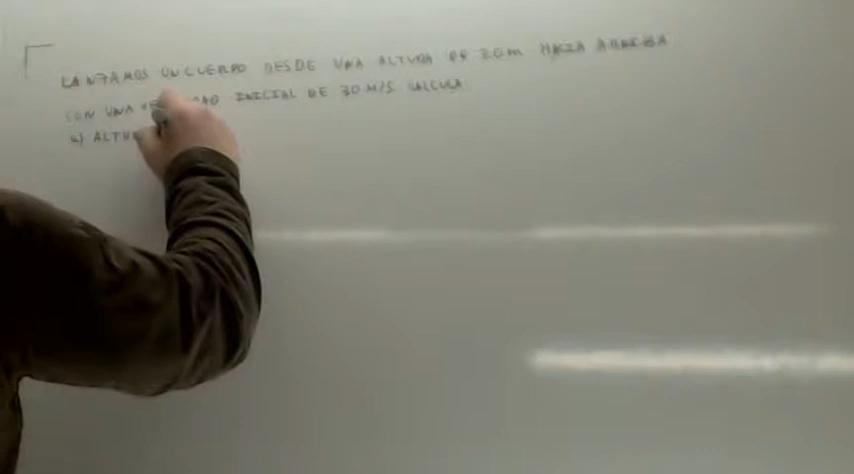 LANZAMOS UN CUERPO DESDE UNA ALTURA DE 20m HACIA ARRIBA
CON UNA INICIAL DE 30 M/S CALCULA
a) ALTU